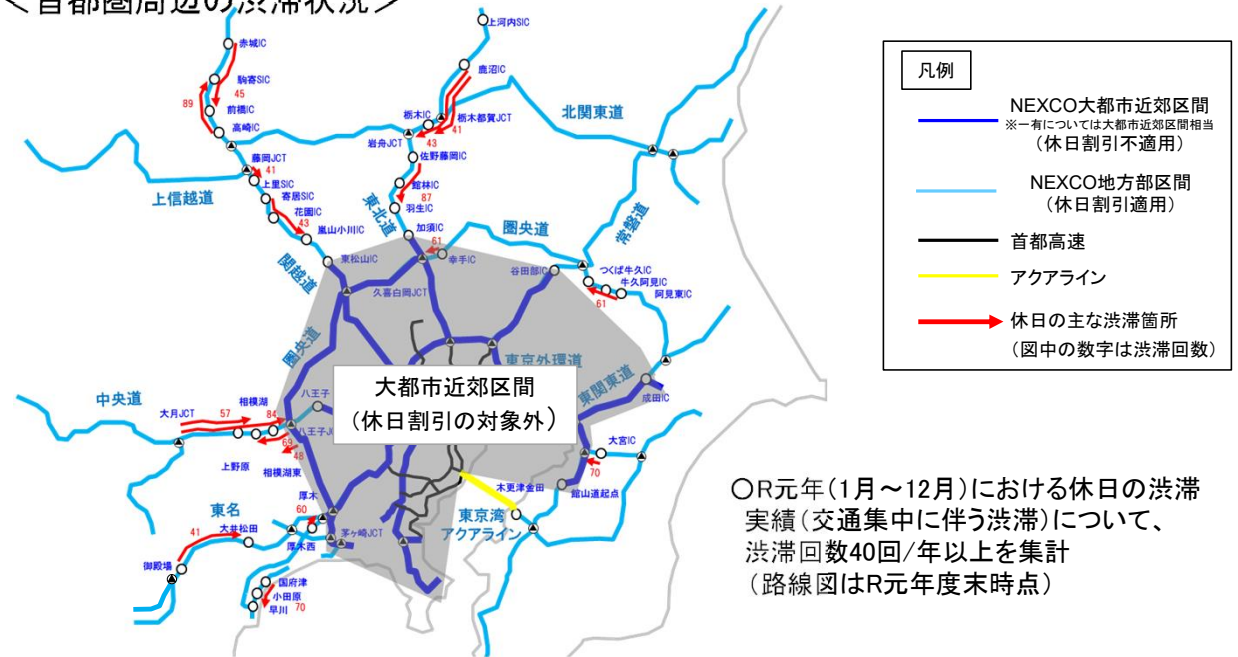 ＜首都圏周辺の渋滞状況＞
上河内SIC
赤城IC
鹿沼IC
駒寄SIC
45
89
前橋IC
高崎IC
北関東道
栃木IC
栃木都賀JCT
41
43
岩舟JCT
佐野藤岡IC
藤岡JCT
41
上里SIC
寄居SIC
上信越道
花園IC
43
嵐山小川IC
館林IC
87
羽生IC
東北道
加須IC
61
幸手IC
圏央道
常磐道
関越道
東松山IC
久喜白岡JCT
谷田部IC
つくば牛久IC
牛久阿見IC
阿見東IC
61
圏央道
東京外環道
東関東道
成田IC
大都市近郊区間
（休日割引の対象外）
中央道
大月JCT
57
相模湖
84
八王子
八王子JC
69
48
上野原
相模湖東
大宮IC
70
館山道起点
木更津金田
東京湾
アクアライン
東名
60
厚木
41
大井松田
厚木西
茅ヶ崎JCT
御殿場
国府津
小田原
早川
70
凡例
NEXCO大都市近郊区間
※一有については大都市近郊区間相当
（休日割引不適用）
NEXCO地方部区間
（休日割引適用）
首都高速
アクアライン
休日の主な渋滞箇所
（図中の数字は渋滞回数）
○R元年（1月～12月）における休日の渋滞
実績（交通集中に伴う渋滞）について、
渋滞回数40回/年以上を集計
（路線図はR元年度末時点）